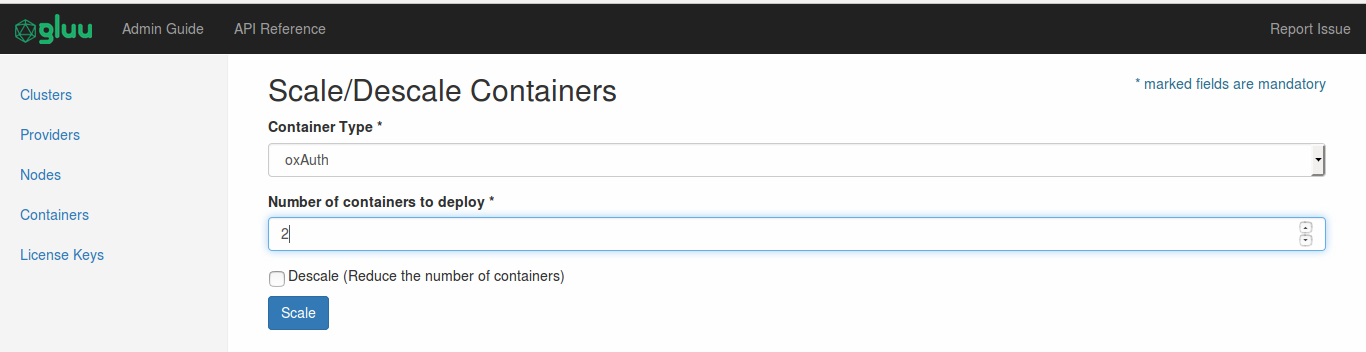 gluu Admin Guide API Reference Report Issue
Clusters
Providers
Nodes
Containers
License Keys
Scale/Descale Containers
* marked fields are mandatory
Container Type *
oxAuth
Number of containers to deploy *
2
Descale (Reduce the number of containers)
Scale